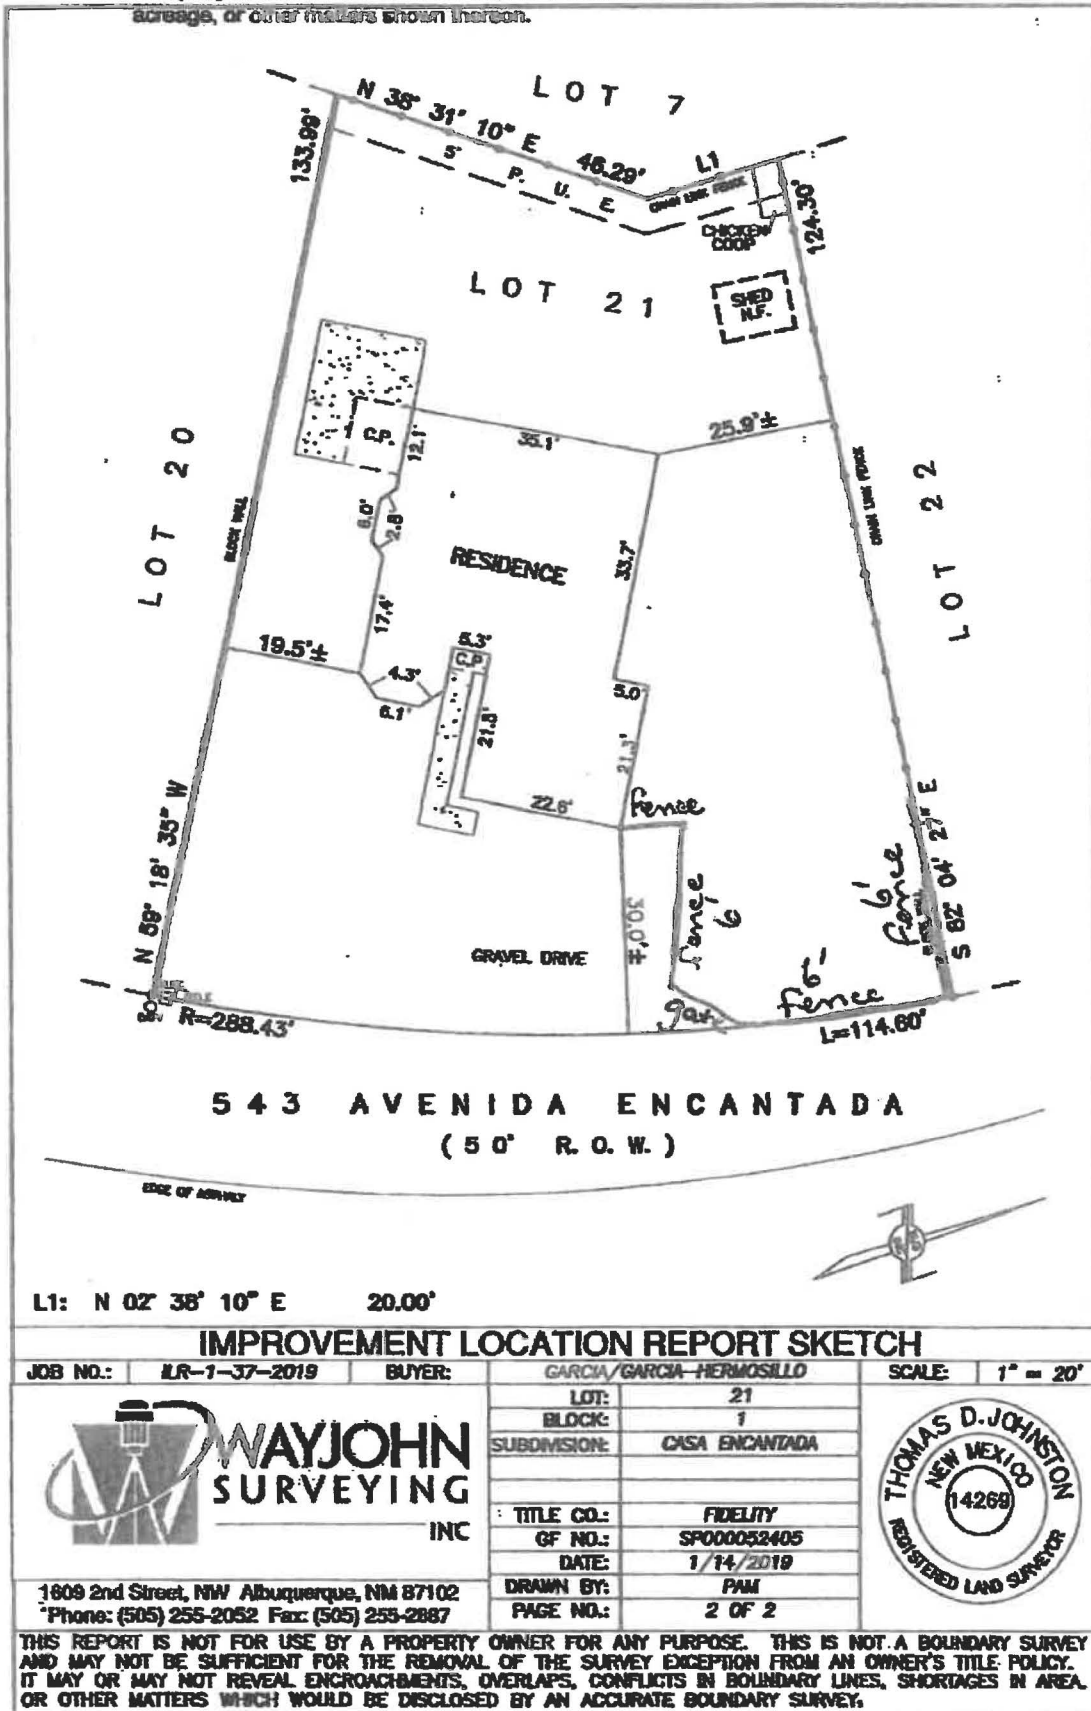 acreage, or other matters shown thereon.
LOT 7
N 38° 31' 10" E
46.29'
L1
133.99'
5' P. U. E.
CHAIN LINK FENCE
CHICKEN COOP
124.30'
LOT 21
SHED
N.F.
C.P.
12.1'
35.1'
25.9'±
LOT 20
BLOCK WALL
6.0'
2.8'
RESIDENCE
33.7'
CHAIN LINK FENCE
LOT 22
17.4'
19.5'±
4.3'
6.1'
5.3'
C.P.
21.8'
5.0'
21.3'
22.6'
fence
N 59° 18' 35" W
fence
6'
30.0'±
GRAVEL DRIVE
6'
fence
6'
fence
S 82° 04' 27" E
gate
R=288.43'
L=114.60'
543 AVENIDA ENCANTADA
(50' R. O. W.)
EDGE OF ASPHALT
L1: N 02° 38' 10" E 20.00'
IMPROVEMENT LOCATION REPORT SKETCH
JOB NO.: ILR-1-37-2019 BUYER: GARCIA/GARCIA-HERMOSILLO SCALE: 1" = 20'
LOT: 21
BLOCK: 1
SUBDIVISION: CASA ENCANTADA
TITLE CO.: FIDELITY
GF NO.: SP000052405
DATE: 1/14/2019
DRAWN BY: PAM
PAGE NO.: 2 OF 2
WAYJOHN
SURVEYING
INC
1609 2nd Street, NW Albuquerque, NM 87102
Phone: (505) 255-2052 Fax: (505) 255-2887
THOMAS D. JOHNSTON
NEW MEXICO
14269
REGISTERED LAND SURVEYOR
THIS REPORT IS NOT FOR USE BY A PROPERTY OWNER FOR ANY PURPOSE. THIS IS NOT A BOUNDARY SURVEY
AND MAY NOT BE SUFFICIENT FOR THE REMOVAL OF THE SURVEY EXCEPTION FROM AN OWNER'S TITLE POLICY.
IT MAY OR MAY NOT REVEAL ENCROACHMENTS, OVERLAPS, CONFLICTS IN BOUNDARY LINES, SHORTAGES IN AREA,
OR OTHER MATTERS WHICH WOULD BE DISCLOSED BY AN ACCURATE BOUNDARY SURVEY.